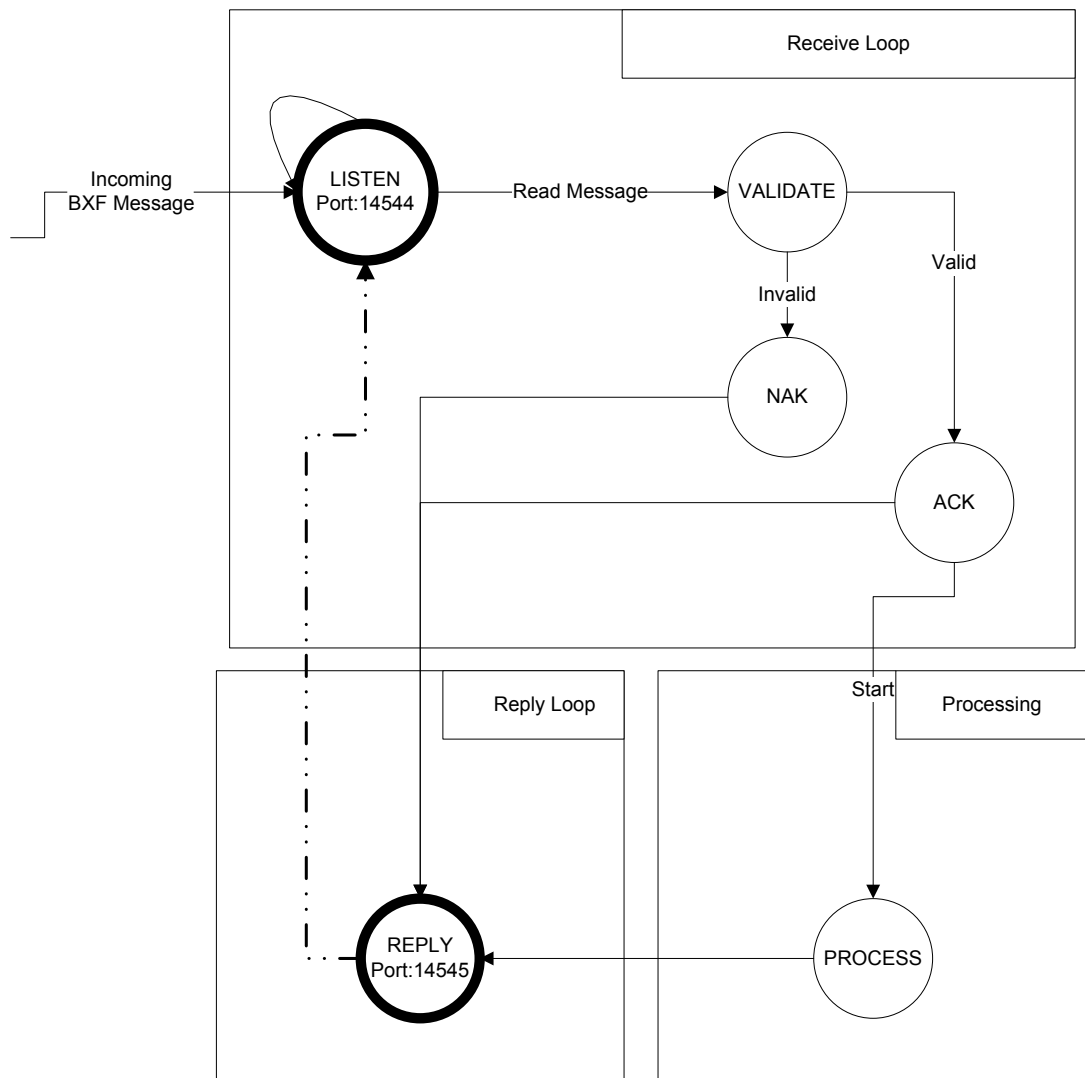 Receive Loop
Incoming
BXF Message
LISTEN
Port:14544
Read Message
VALIDATE
Valid
Invalid
NAK
ACK
Start
Reply Loop
Processing
REPLY
Port:14545
PROCESS